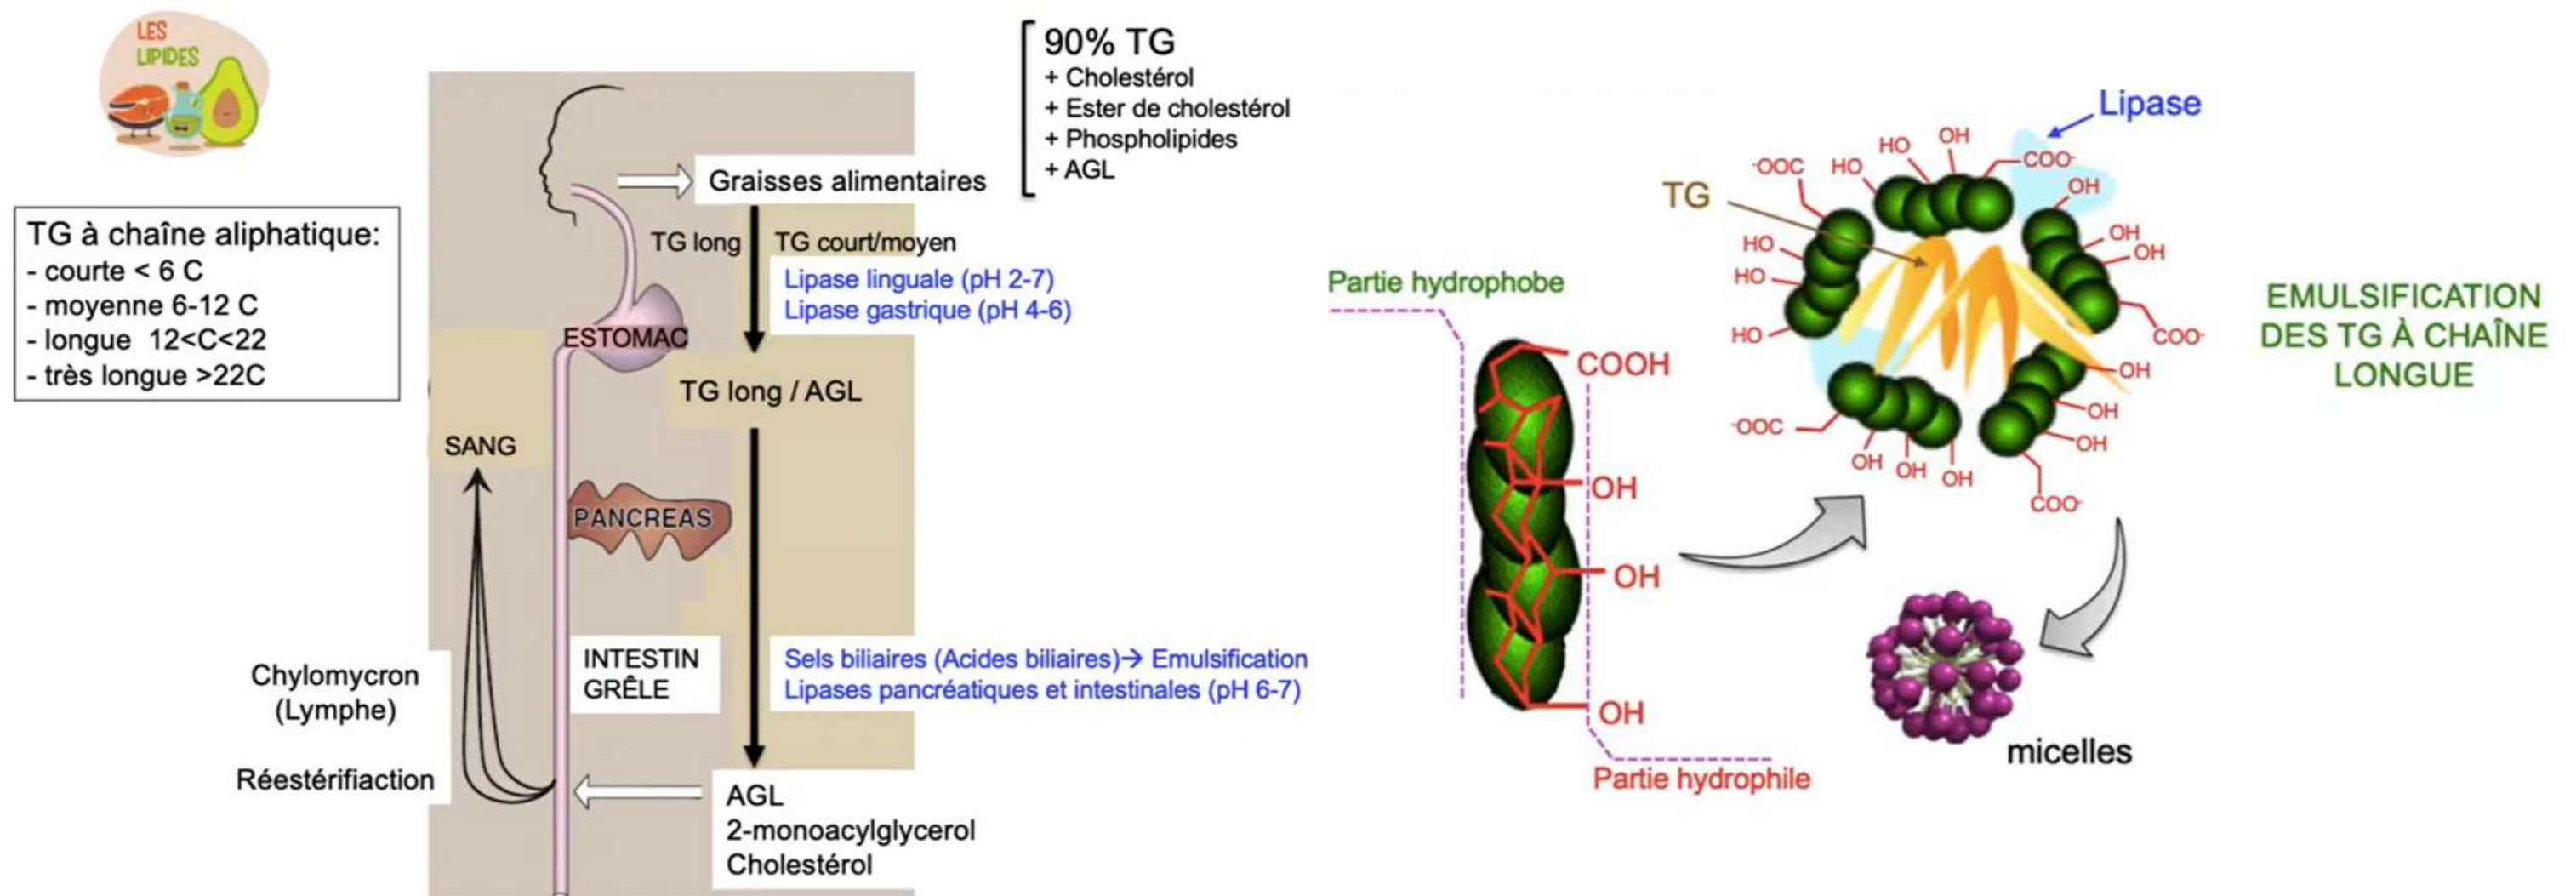 LES
LIPIDES
TG à chaîne aliphatique:
- courte < 6 C
- moyenne 6-12 C
- longue 12<C<22
- très longue >22C
90% TG
+ Cholestérol
+ Ester de cholestérol
+ Phospholipides
+ AGL
Graisses alimentaires
TG long
TG court/moyen
Lipase linguale (pH 2-7)
Lipase gastrique (pH 4-6)
ESTOMAC
TG long / AGL
SANG
PANCREAS
INTESTIN
GRÊLE
Sels biliaires (Acides biliaires)→ Emulsification
Lipases pancréatiques et intestinales (pH 6-7)
Chylomycron
(Lymphe)
Réestérifiaction
AGL
2-monoacylglycerol
Cholestérol
Partie hydrophobe
COOH
OH
OH
OH
Partie hydrophile
Lipase
TG
-OOC
HO
HO
OH
COO-
OH
HO
HO
HO
OH
OH
COO-
OH
OH
OH
COO-
-OOC
OH
OH
OH
micelles
EMULSIFICATION
DES TG À CHAÎNE
LONGUE